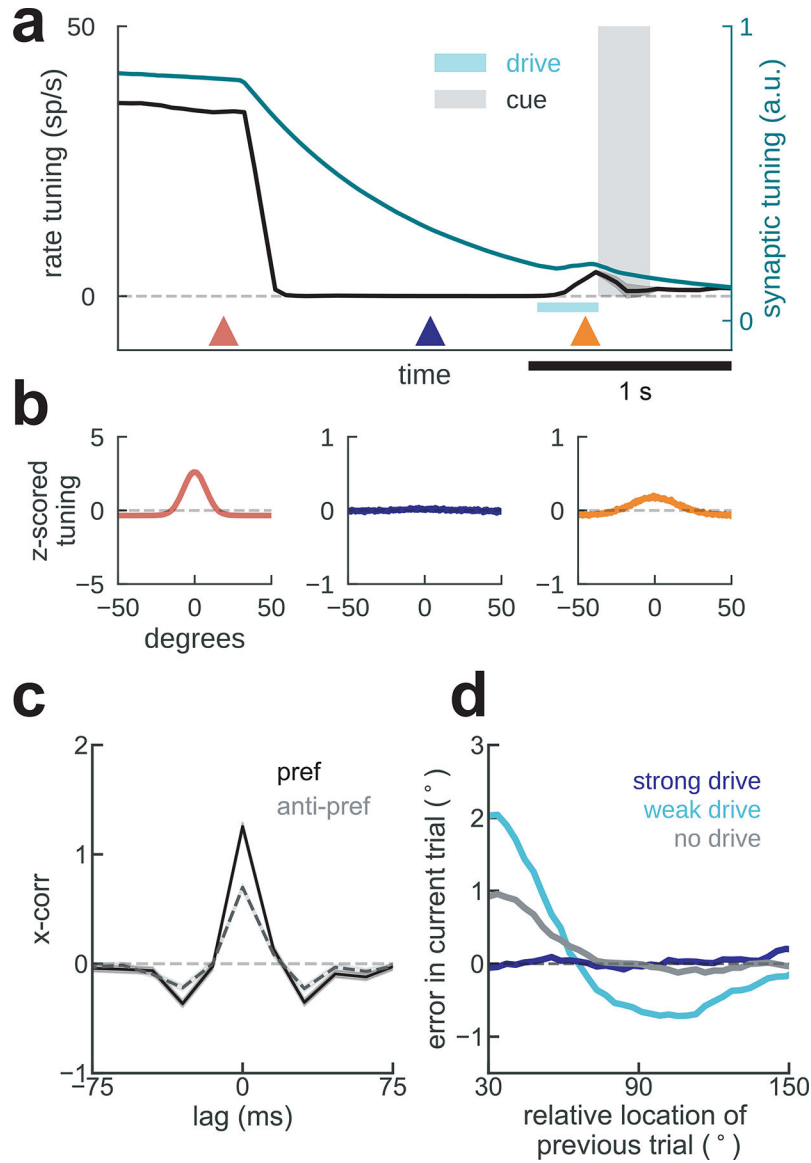 a
50
1
drive
cue
rate tuning (sp/s)
synaptic tuning (a.u.)
0
0
time
1 s
b
5
1
1
z-scored
tuning
0
0
0
−5
−1
−1
−50 0 50
−50 0 50
−50 0 50
degrees
c
2
pref
anti-pref
1
x-corr
0
−1
−75 0 75
lag (ms)
d
3
strong drive
weak drive
no drive
2
1
error in current trial (°)
0
−1
30 90 150
relative location of
previous trial (°)